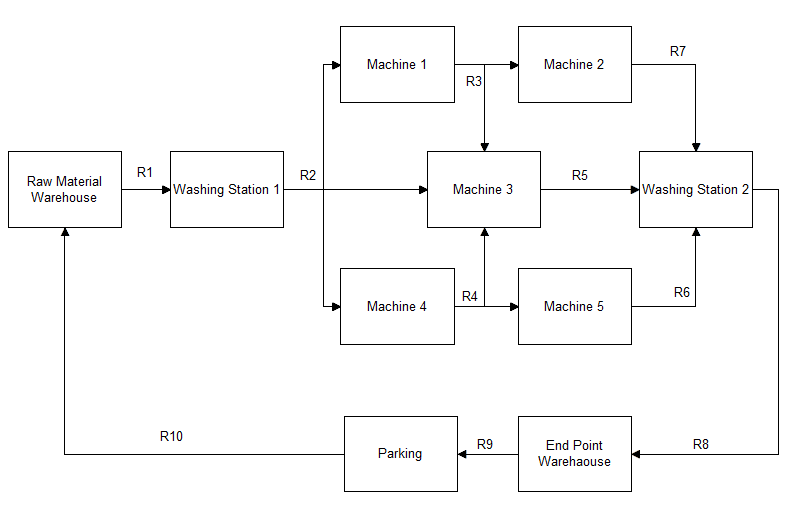 Machine 1
R3
Machine 2
R7
Raw Material
Warehouse
R1
Washing Station 1
R2
Machine 3
R5
Washing Station 2
Machine 4
R4
Machine 5
R6
R10
Parking
R9
End Point
Warehaouse
R8